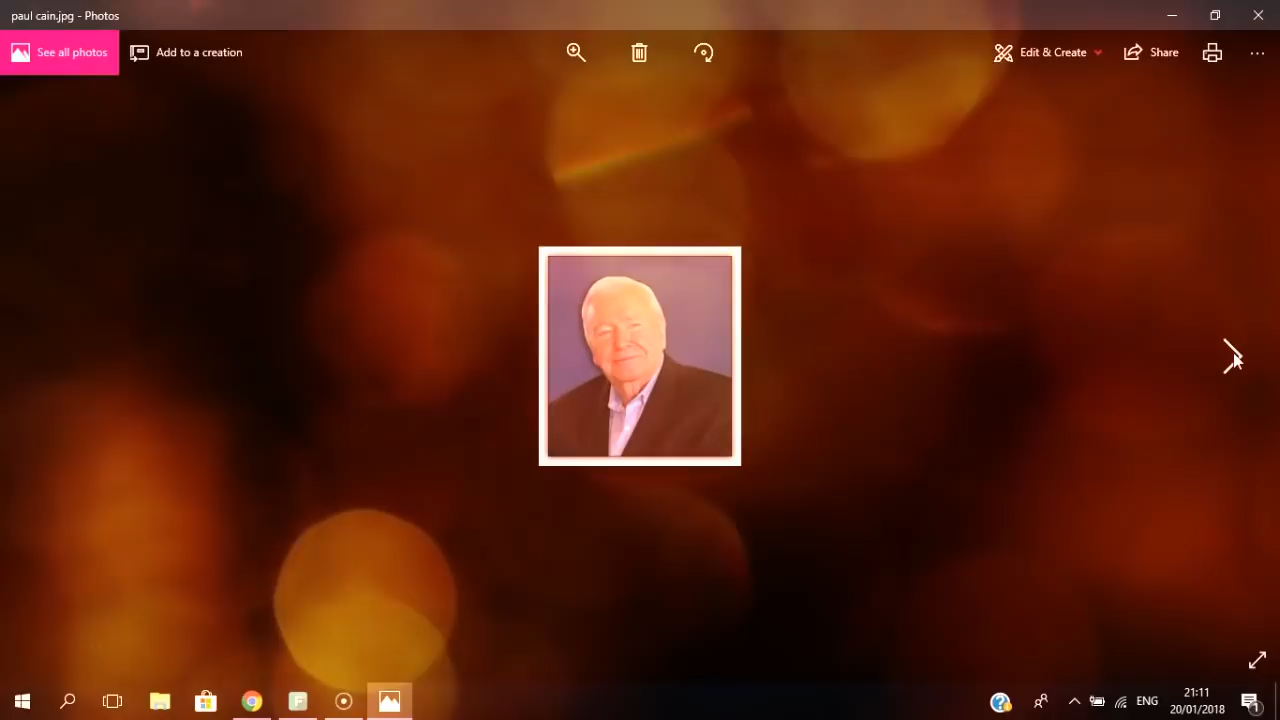 paul cain.jpg - Photos
See all photos
Add to a creation
Edit & Create
Share
ENG
21:11
20/01/2018
1